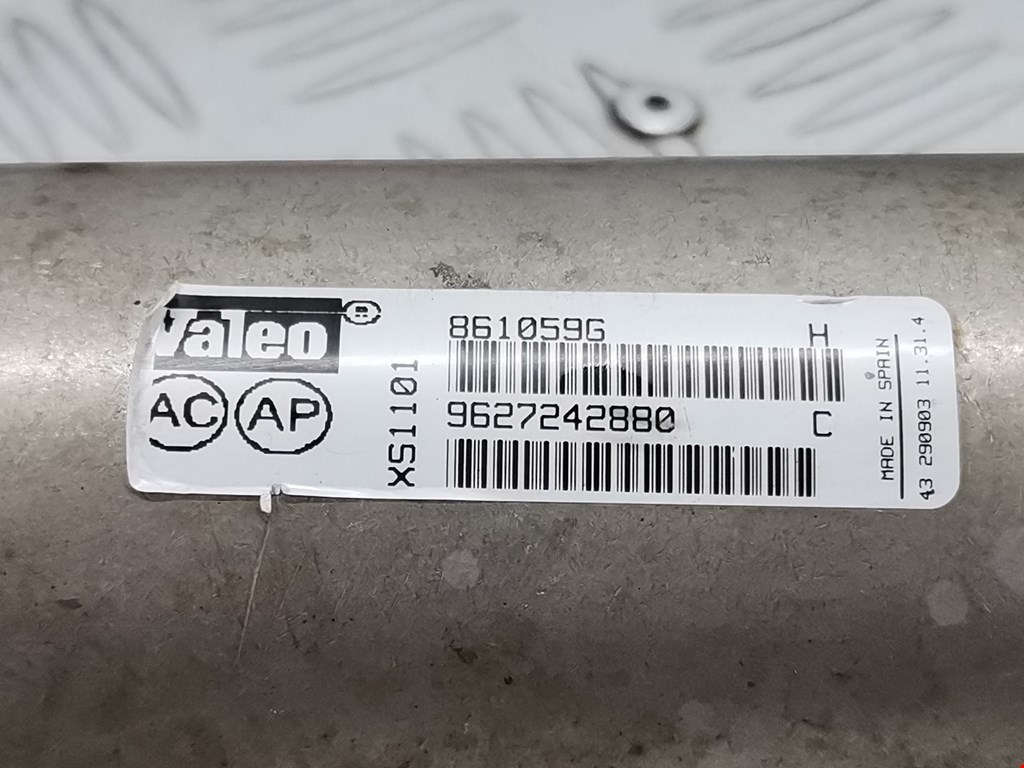 Valeo ®
AC AP
XS1101
861059G H
9627242880 C
MADE IN SPAIN
43 290903 11.31.4